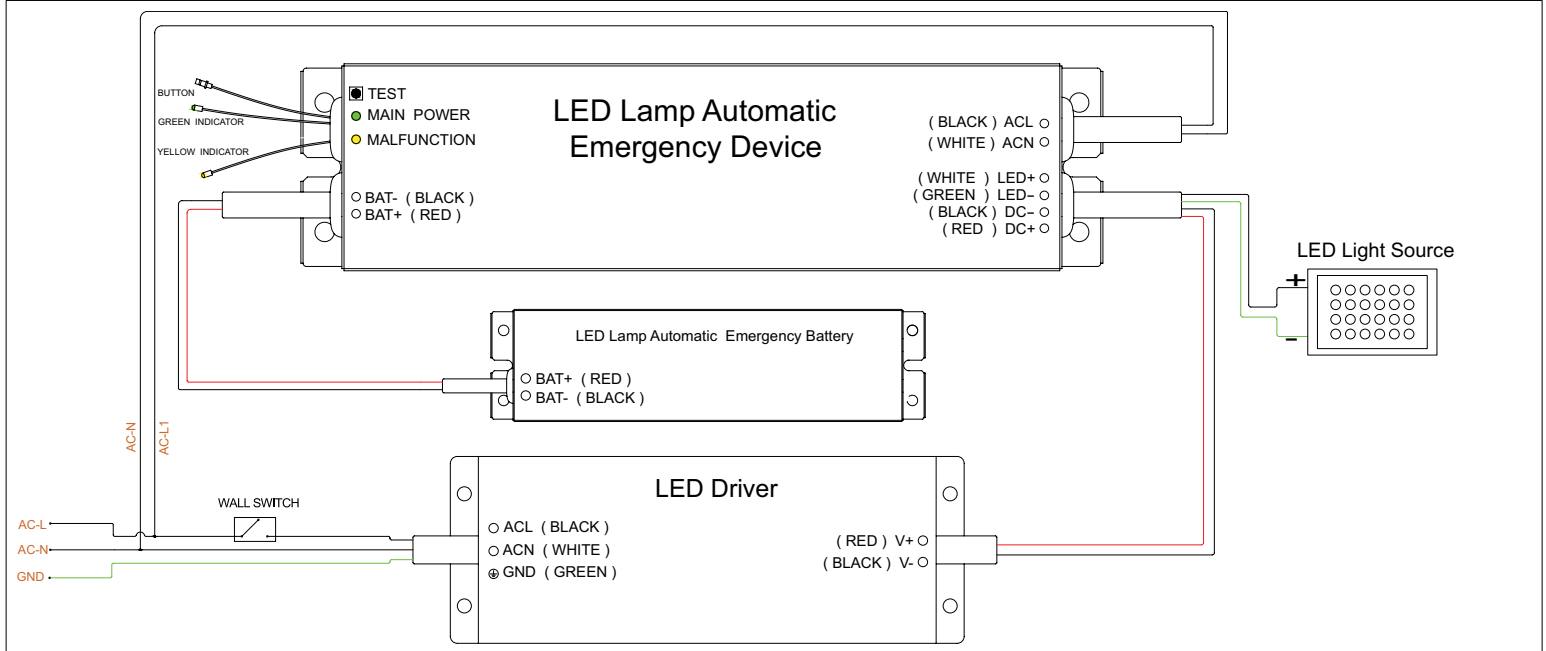 BUTTON
GREEN INDICATOR
YELLOW INDICATOR
TEST
MAIN POWER
MALFUNCTION
BAT- ( BLACK )
BAT+ ( RED )
LED Lamp Automatic
Emergency Device
( BLACK ) ACL
( WHITE ) ACN
( WHITE ) LED+
( GREEN ) LED-
( BLACK ) DC-
( RED ) DC+
LED Light Source
+
-
LED Lamp Automatic Emergency Battery
BAT+ ( RED )
BAT- ( BLACK )
AC-N
AC-L1
WALL SWITCH
AC-L
AC-N
GND
LED Driver
ACL ( BLACK )
ACN ( WHITE )
GND ( GREEN )
( RED ) V+
( BLACK ) V-